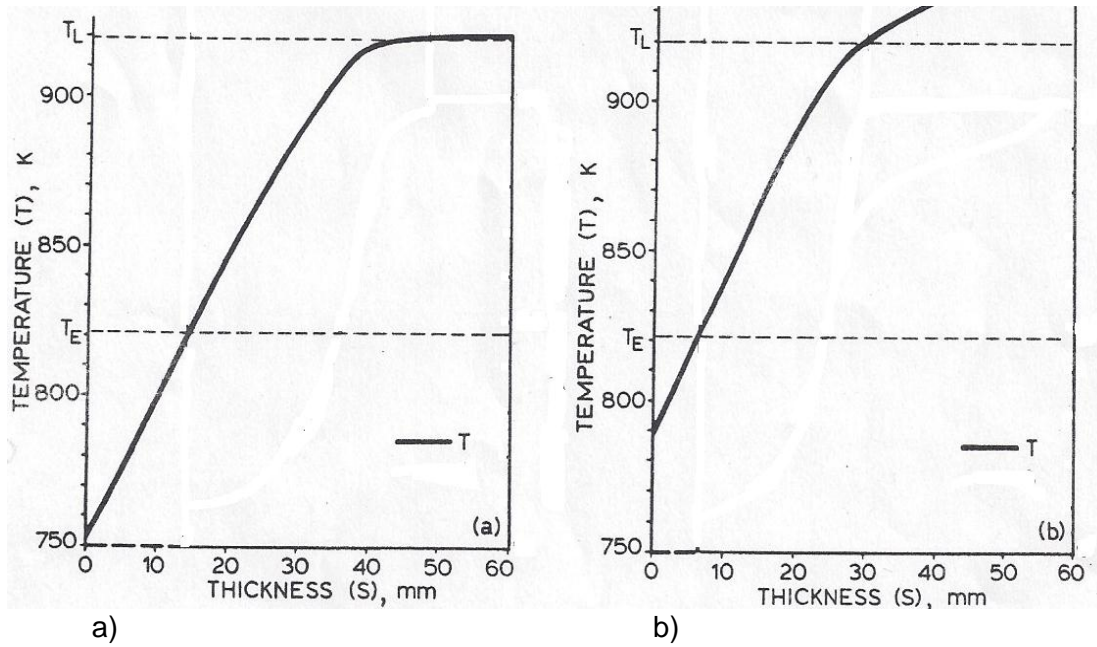 TEMPERATURE (T), K
T_L
900
850
T_E
800
750
T
(a)
0 10 20 30 40 50 60
THICKNESS (S), mm
a)
TEMPERATURE (T), K
T_L
900
850
T_E
800
750
T
(b)
0 10 20 30 40 50 60
THICKNESS (S), mm
b)